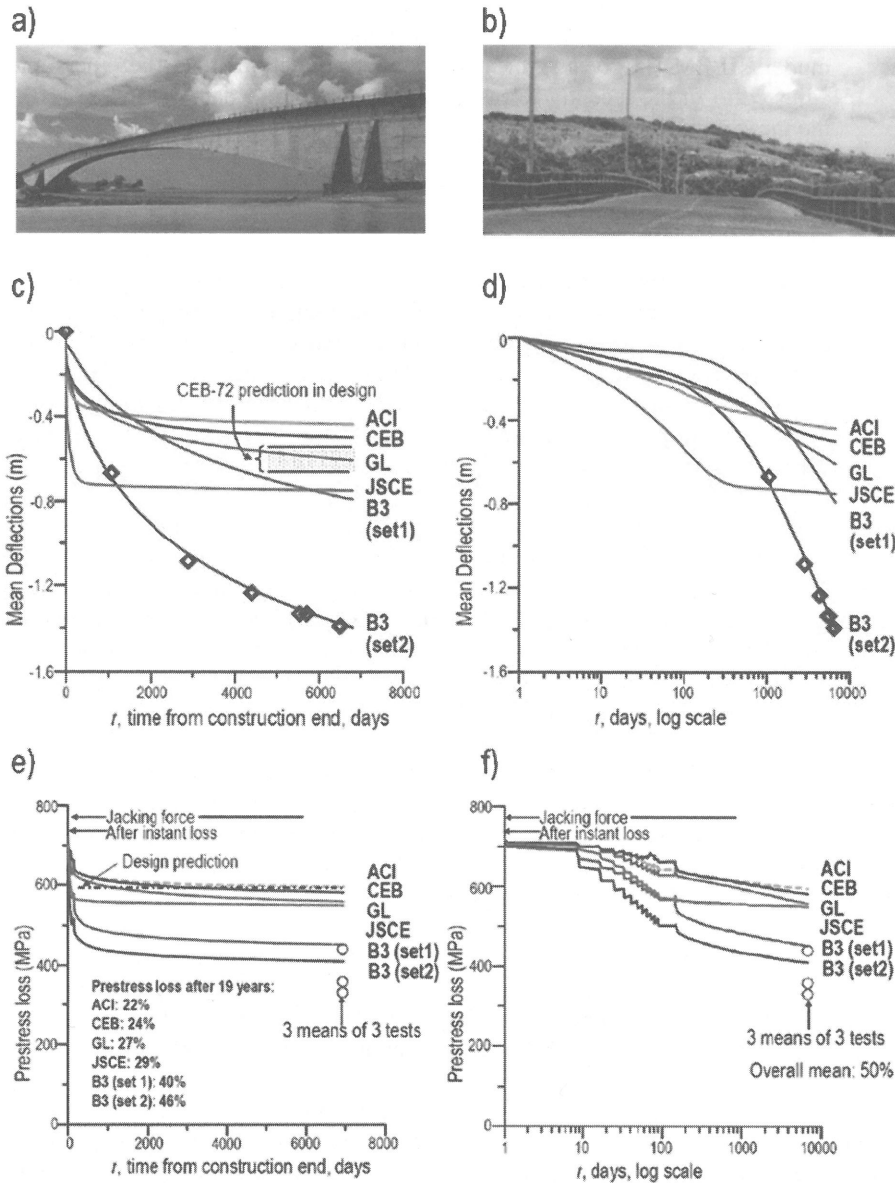 a)
b)
c)
0
-0.4
-0.8
-1.2
-1.6
Mean Deflections (m)
CEB-72 prediction in design
ACI
CEB
GL
JSCE
B3
(set1)
B3
(set2)
0
2000
4000
6000
8000
t, time from construction end, days
d)
0
-0.4
-0.8
-1.2
-1.6
Mean Deflections (m)
ACI
CEB
GL
JSCE
B3
(set1)
B3
(set2)
1
10
100
1000
10000
t, days, log scale
e)
800
600
400
200
0
Prestress loss (MPa)
Jacking force
After instant loss
Design prediction
ACI
CEB
GL
JSCE
B3 (set1)
B3 (set2)
Prestress loss after 19 years:
ACI: 22%
CEB: 24%
GL: 27%
JSCE: 29%
B3 (set 1): 40%
B3 (set 2): 46%
3 means of 3 tests
0
2000
4000
6000
8000
t, time from construction end, days
f)
800
600
400
200
0
Prestress loss (MPa)
Jacking force
After instant loss
ACI
CEB
GL
JSCE
B3 (set1)
B3 (set2)
3 means of 3 tests
Overall mean: 50%
1
10
100
1000
10000
t, days, log scale